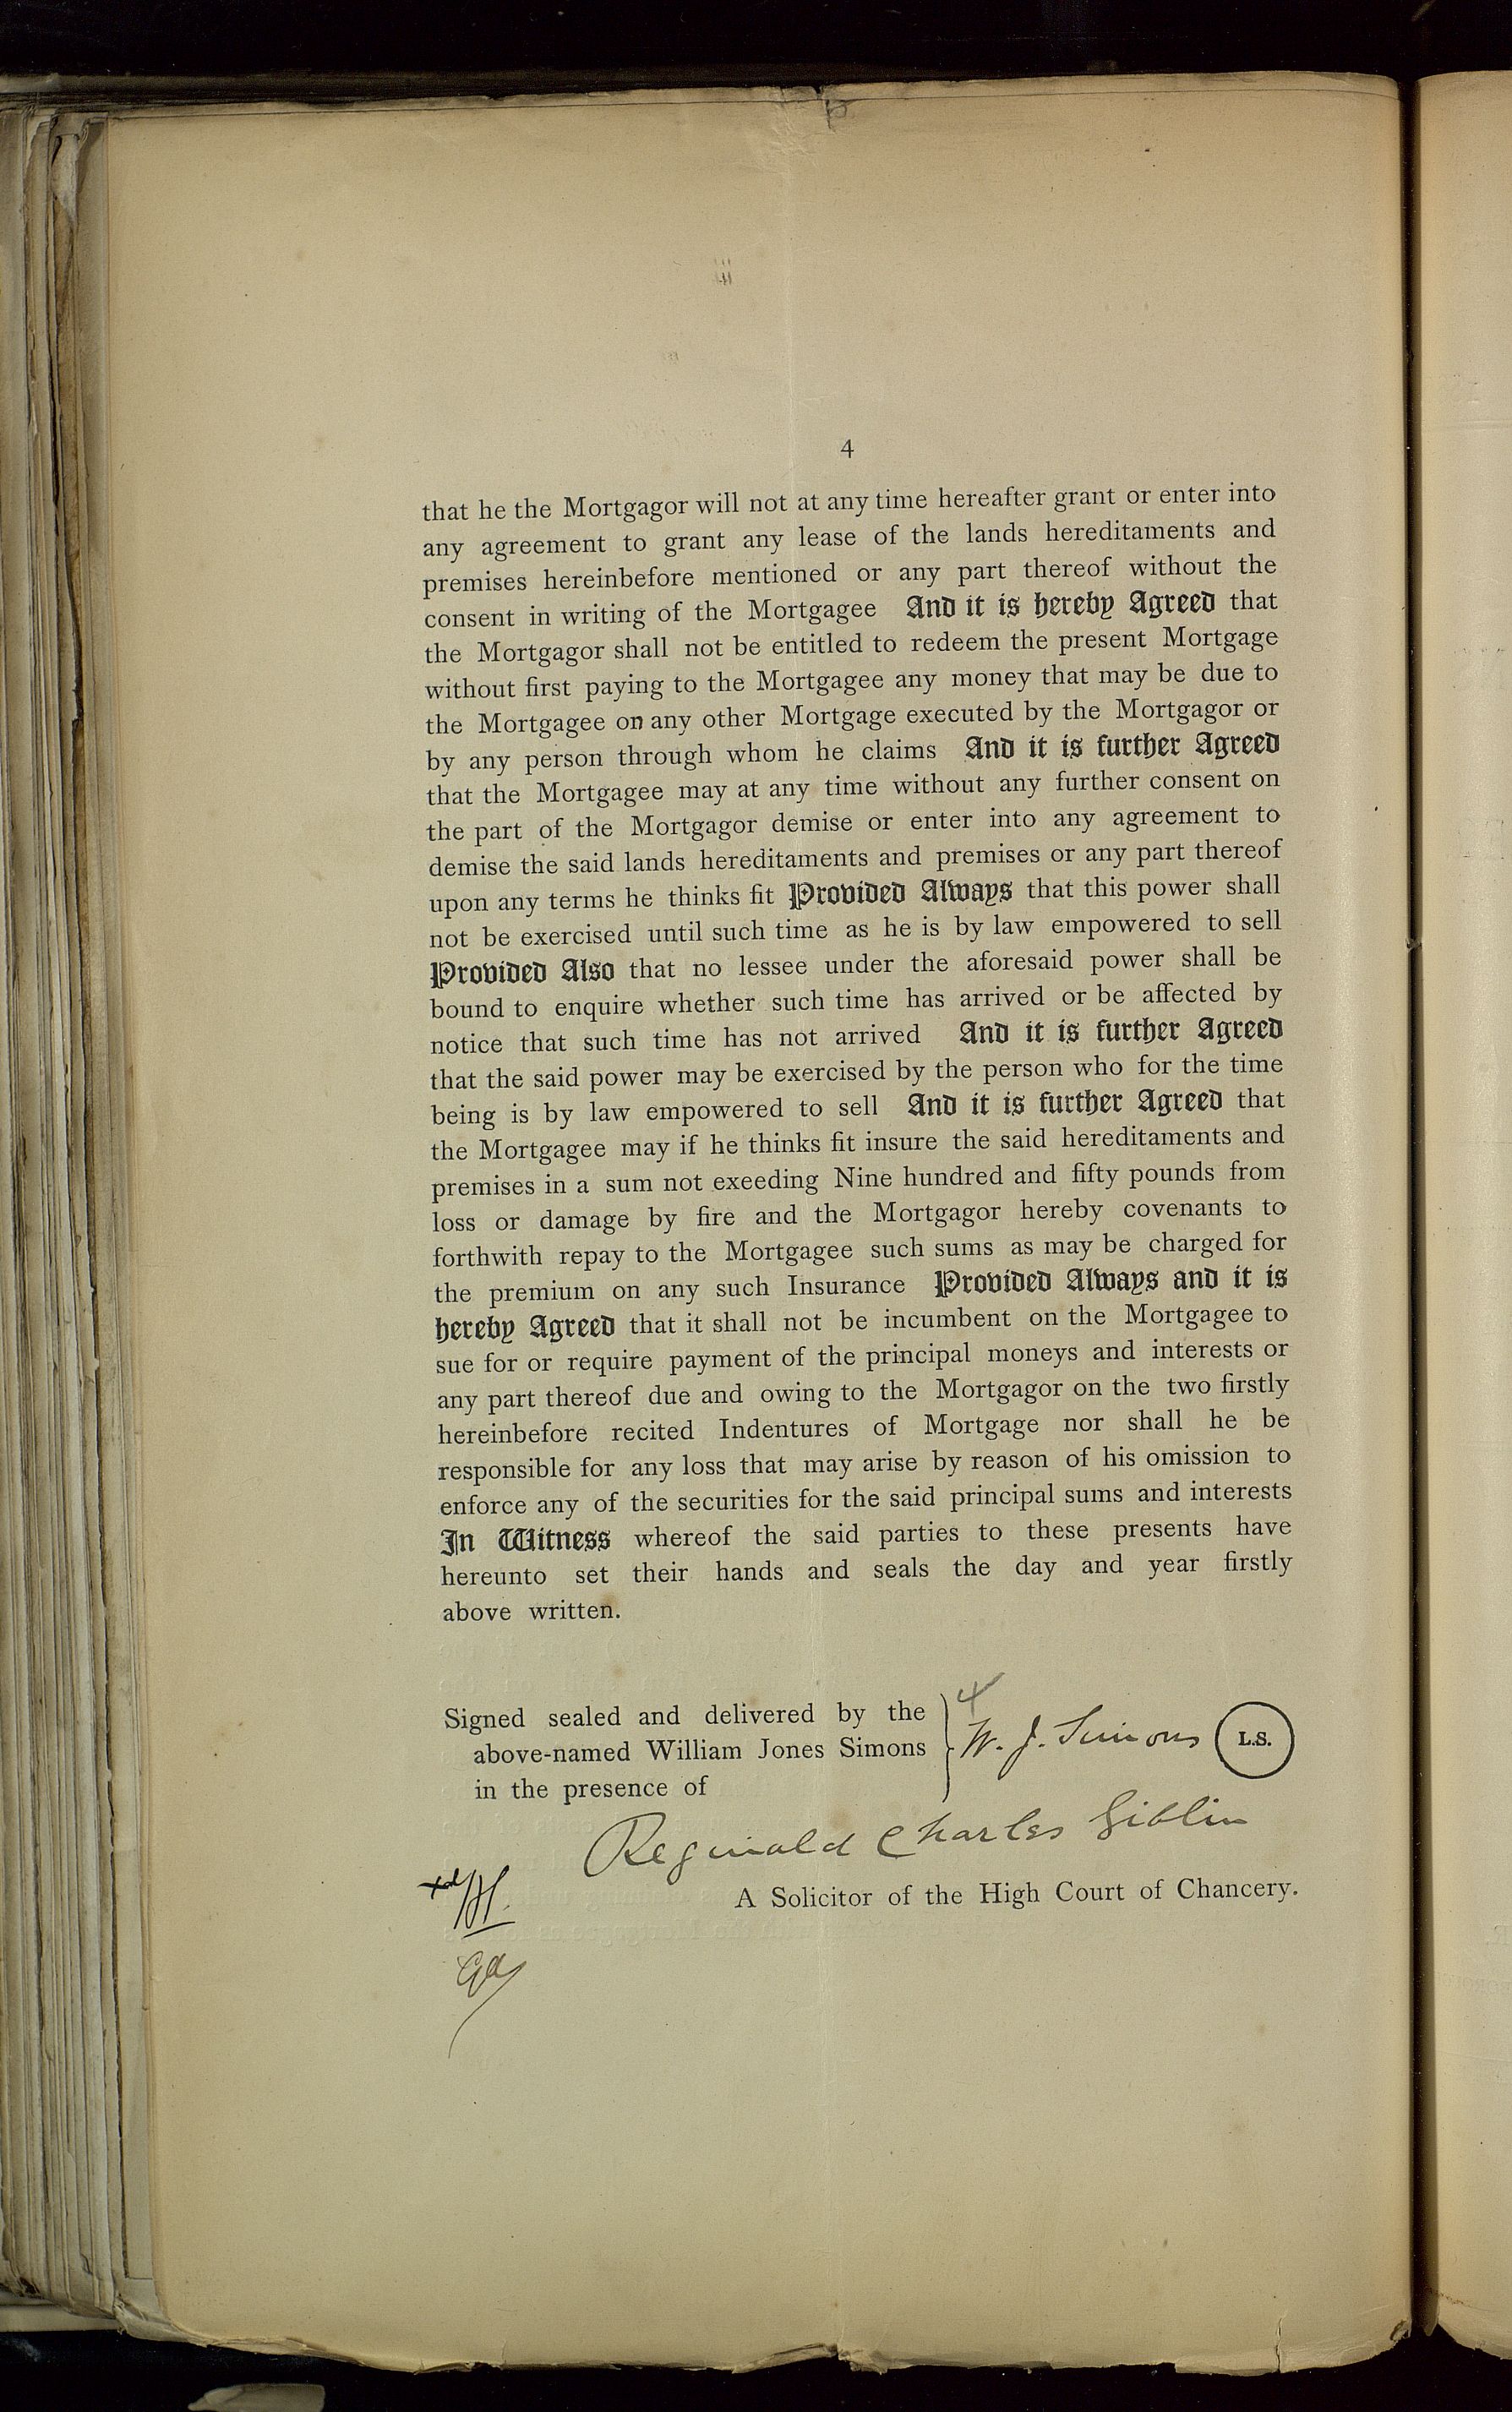 4
that he the Mortgagor will not at any time hereafter grant or enter into
any agreement to grant any lease of the lands hereditaments and
premises hereinbefore mentioned or any part thereof without the
consent in writing of the Mortgagee And it is hereby Agreed that
the Mortgagor shall not be entitled to redeem the present Mortgage
without first paying to the Mortgagee any money that may be due to
the Mortgagee on any other Mortgage executed by the Mortgagor or
by any person through whom he claims And it is further Agreed
that the Mortgagee may at any time without any further consent on
the part of the Mortgagor demise or enter into any agreement to
demise the said lands hereditaments and premises or any part thereof
upon any terms he thinks fit Provided Always that this power shall
not be exercised until such time as he is by law empowered to sell
Provided Also that no lessee under the aforesaid power shall be
bound to enquire whether such time has arrived or be affected by
notice that such time has not arrived And it is further Agreed
that the said power may be exercised by the person who for the time
being is by law empowered to sell And it is further Agreed that
the Mortgagee may if he thinks fit insure the said hereditaments and
premises in a sum not exeeding Nine hundred and fifty pounds from
loss or damage by fire and the Mortgagor hereby covenants to
forthwith repay to the Mortgagee such sums as may be charged for
the premium on any such Insurance Provided Always and it is
hereby Agreed that it shall not be incumbent on the Mortgagee to
sue for or require payment of the principal moneys and interests or
any part thereof due and owing to the Mortgagor on the two firstly
hereinbefore recited Indentures of Mortgage nor shall he be
responsible for any loss that may arise by reason of his omission to
enforce any of the securities for the said principal sums and interests
In Witness whereof the said parties to these presents have
hereunto set their hands and seals the day and year firstly
above written.
Signed sealed and delivered by the
above-named William Jones Simons
in the presence of
W. J. Simons L.S.
Reginald Charles Giblin
A Solicitor of the High Court of Chancery.